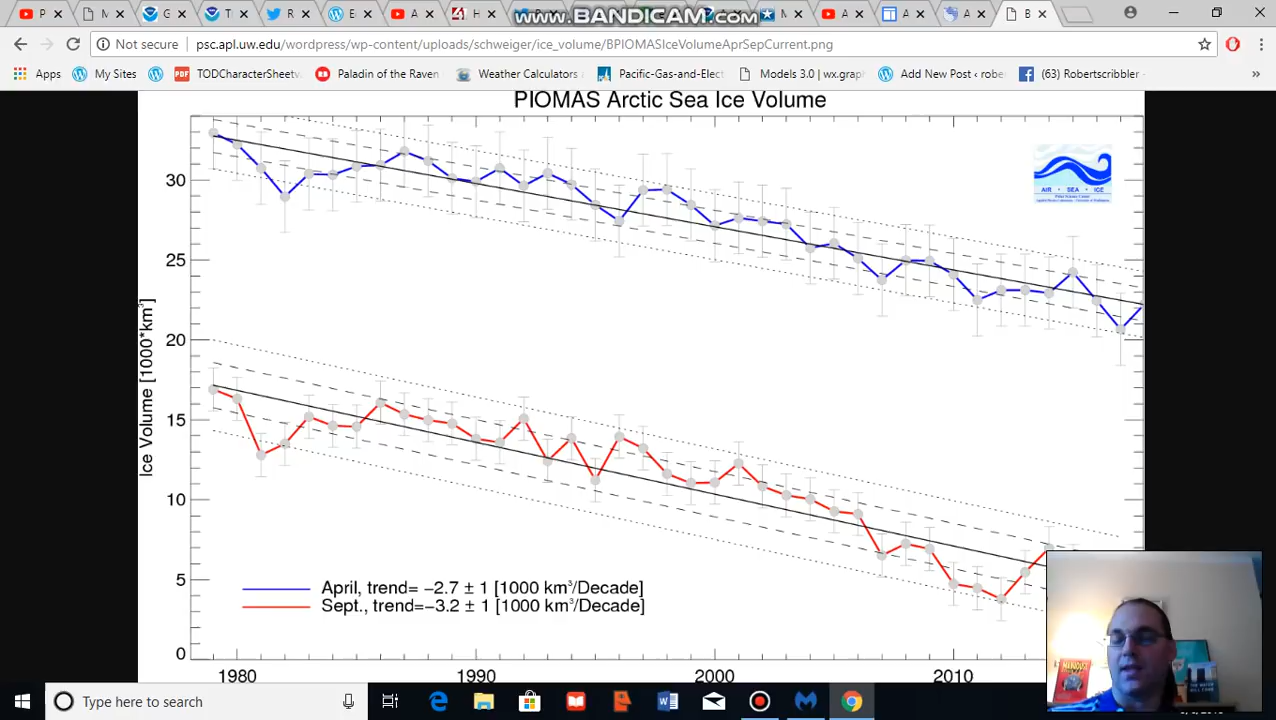 WWW.BANDICAM.COM
Not secure psc.apl.uw.edu/wordpress/wp-content/uploads/schweiger/ice_volume/BPIOMASIceVolumeAprSepCurrent.png
Apps My Sites TODCharacterSheet Paladin of the Raven Weather Calculators Pacific-Gas-and-Ele Models 3.0 | wx.grap Add New Post ‹ robe (63) Robertscribbler »
PIOMAS Arctic Sea Ice Volume
AIR • SEA • ICE
30
25
20
15
10
5
0
Ice Volume [1000*km³]
April, trend= −2.7 ± 1 [1000 km³/Decade]
Sept., trend=−3.2 ± 1 [1000 km³/Decade]
1980 1990 2000 2010
Type here to search